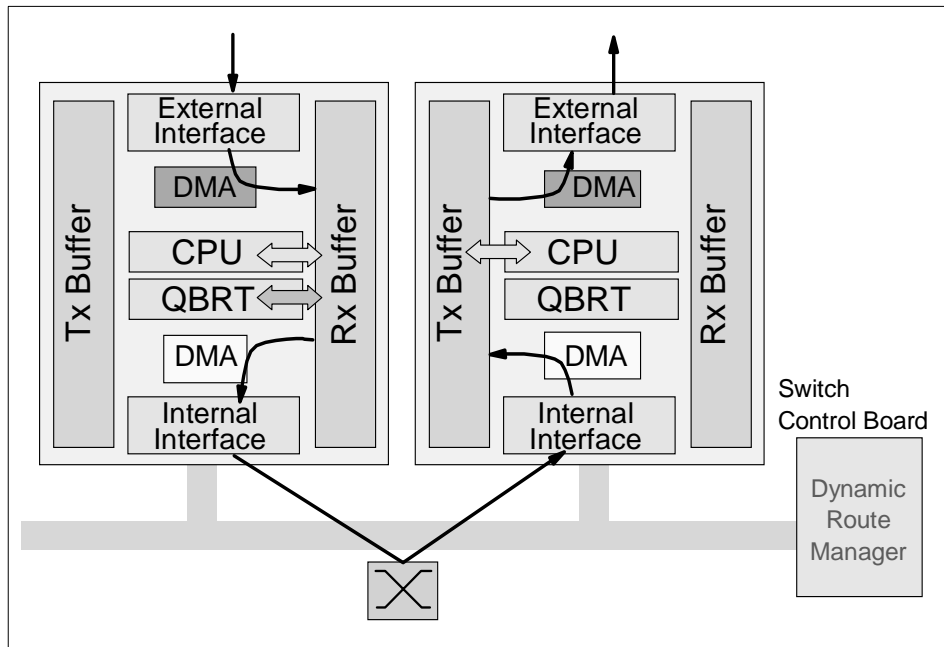 External
Interface
DMA
CPU
QBRT
DMA
Internal
Interface
Tx Buffer
Rx Buffer
External
Interface
DMA
CPU
QBRT
DMA
Internal
Interface
Tx Buffer
Rx Buffer
Switch
Control Board
Dynamic
Route
Manager